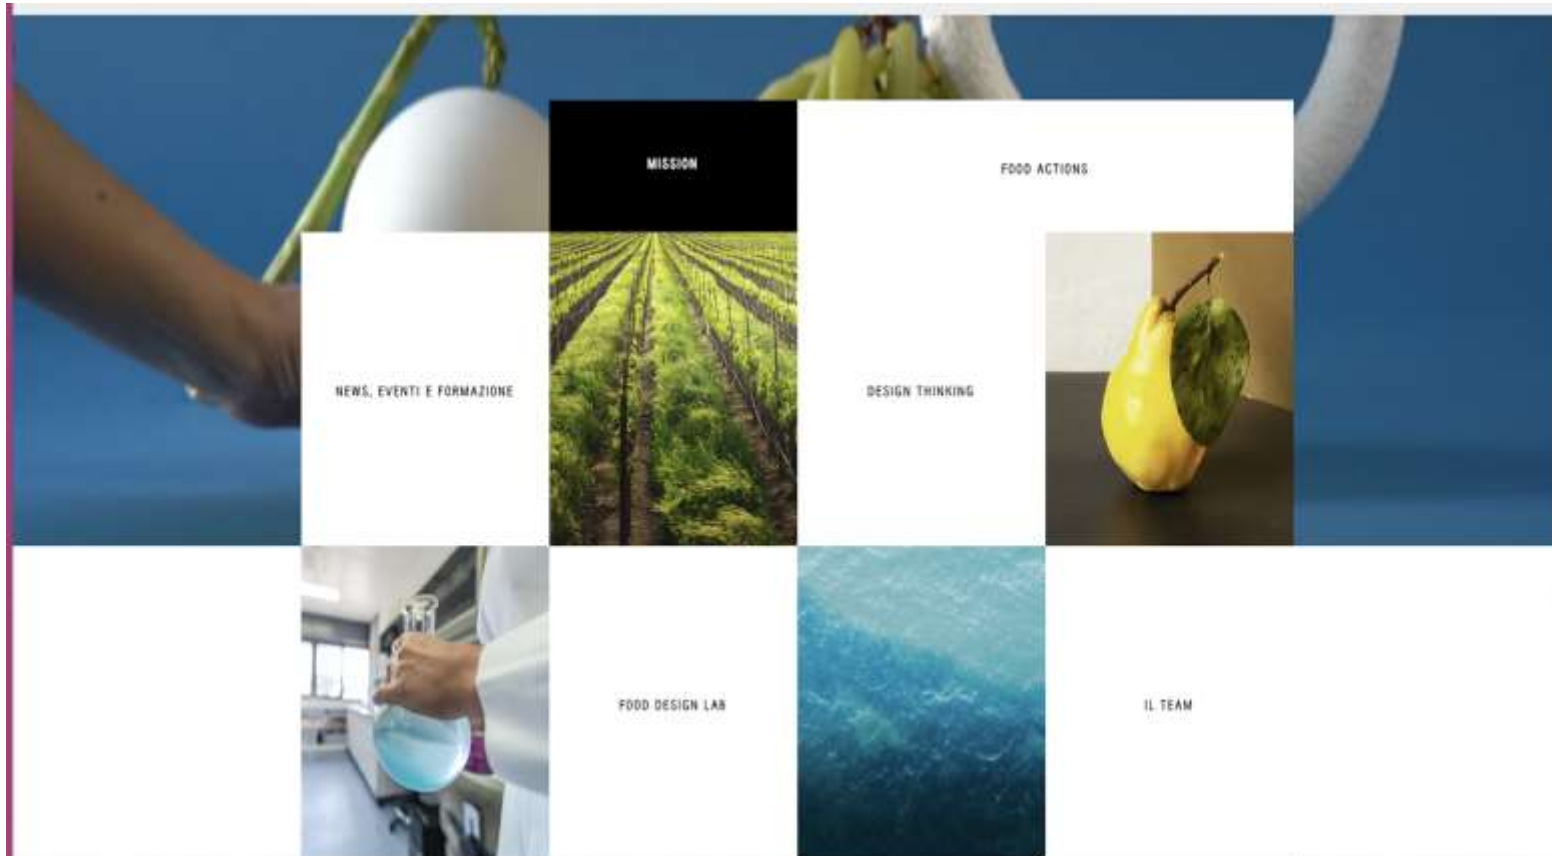 MISSION
FOOD ACTIONS
NEWS, EVENTI E FORMAZIONE
DESIGN THINKING
FOOD DESIGN LAB
IL TEAM